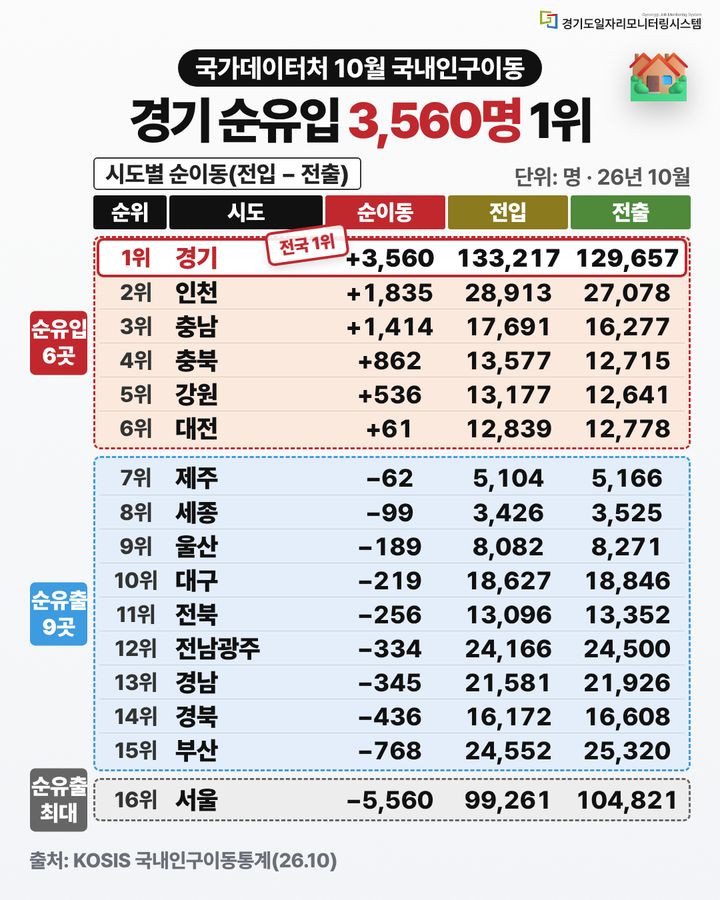 Gyeonggi Job Monitoring System
경기도일자리모니터링시스템
국가데이터처 10월 국내인구이동
경기 순유입 3,560명 1위
시도별 순이동(전입 – 전출)
단위: 명 · 26년 10월
순위 시도 순이동 전입 전출
전국 1위
1위 경기 +3,560 133,217 129,657
2위 인천 +1,835 28,913 27,078
순유입
6곳
3위 충남 +1,414 17,691 16,277
4위 충북 +862 13,577 12,715
5위 강원 +536 13,177 12,641
6위 대전 +61 12,839 12,778
7위 제주 −62 5,104 5,166
8위 세종 −99 3,426 3,525
9위 울산 −189 8,082 8,271
10위 대구 −219 18,627 18,846
순유출
9곳
11위 전북 −256 13,096 13,352
12위 전남광주 −334 24,166 24,500
13위 경남 −345 21,581 21,926
14위 경북 −436 16,172 16,608
15위 부산 −768 24,552 25,320
순유출
최대
16위 서울 −5,560 99,261 104,821
출처: KOSIS 국내인구이동통계(26.10)